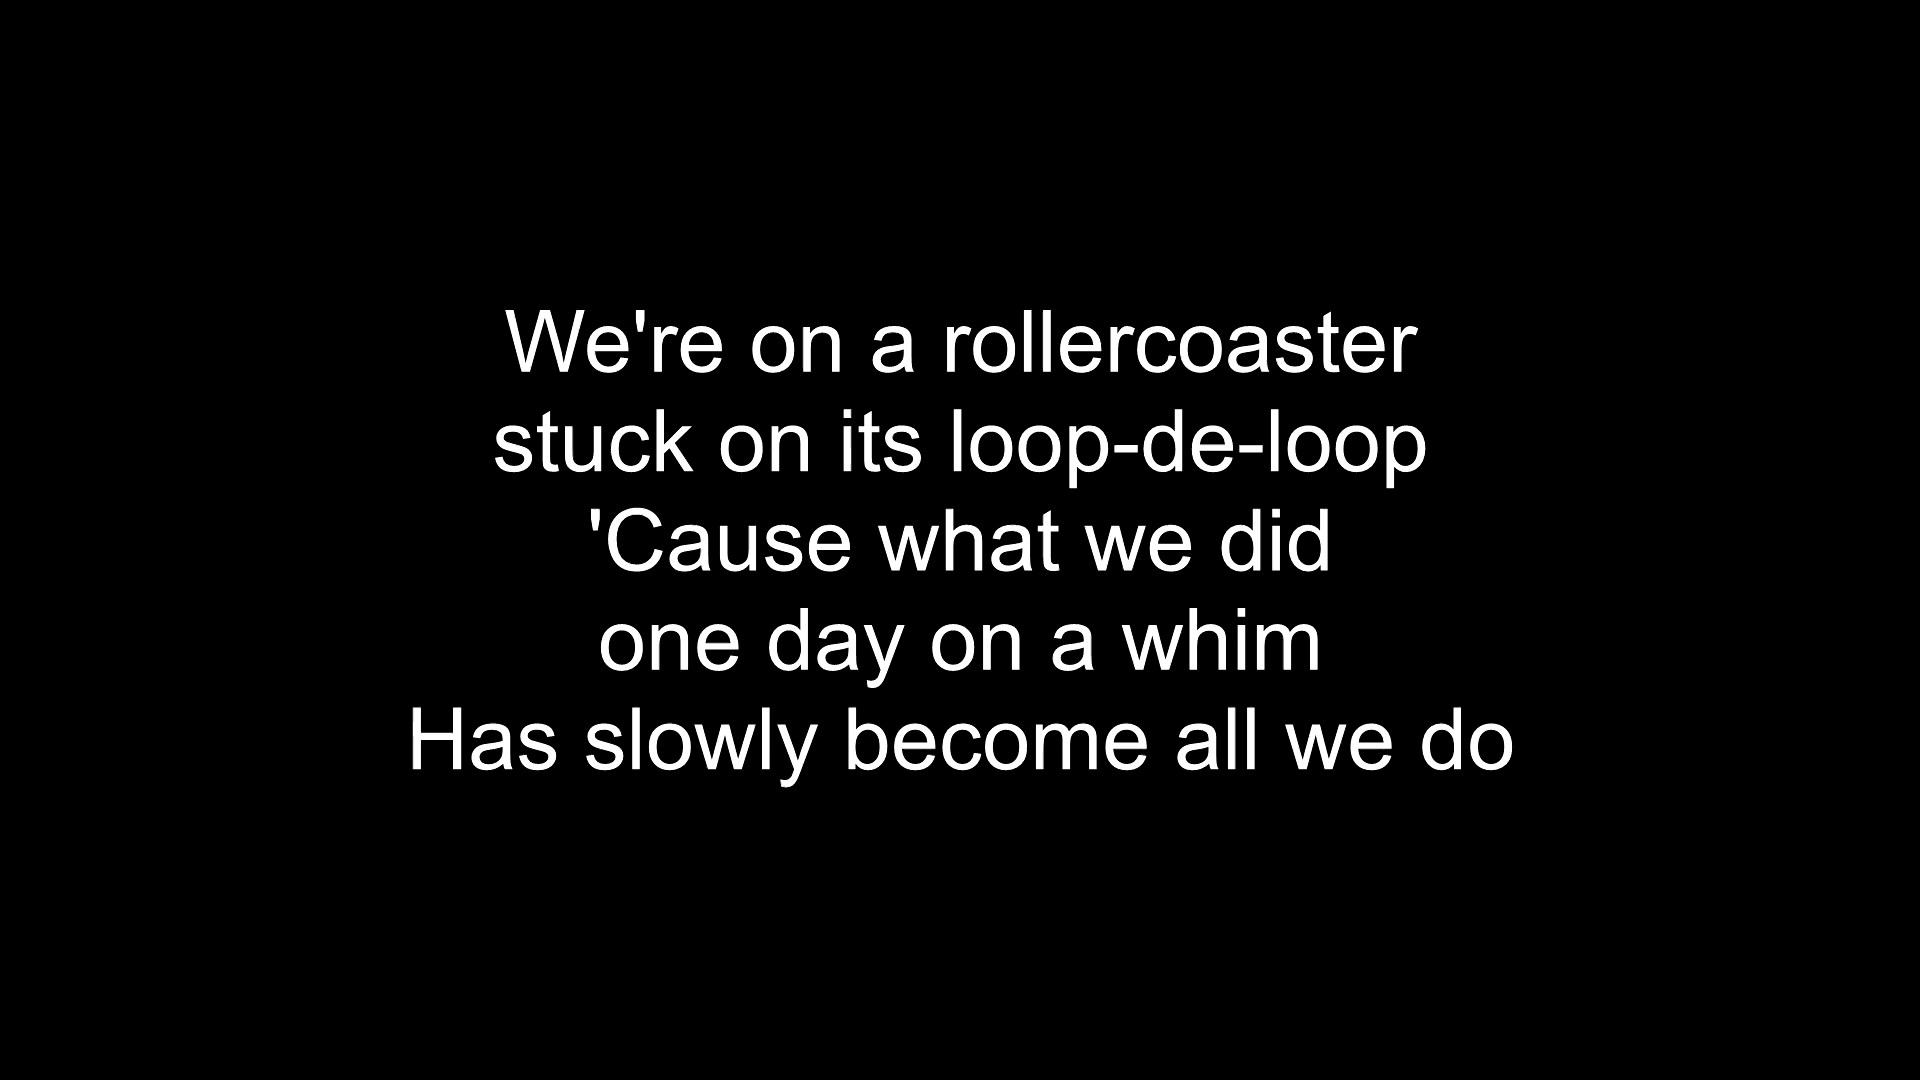 We're on a rollercoaster
stuck on its loop-de-loop
'Cause what we did
one day on a whim
Has slowly become all we do